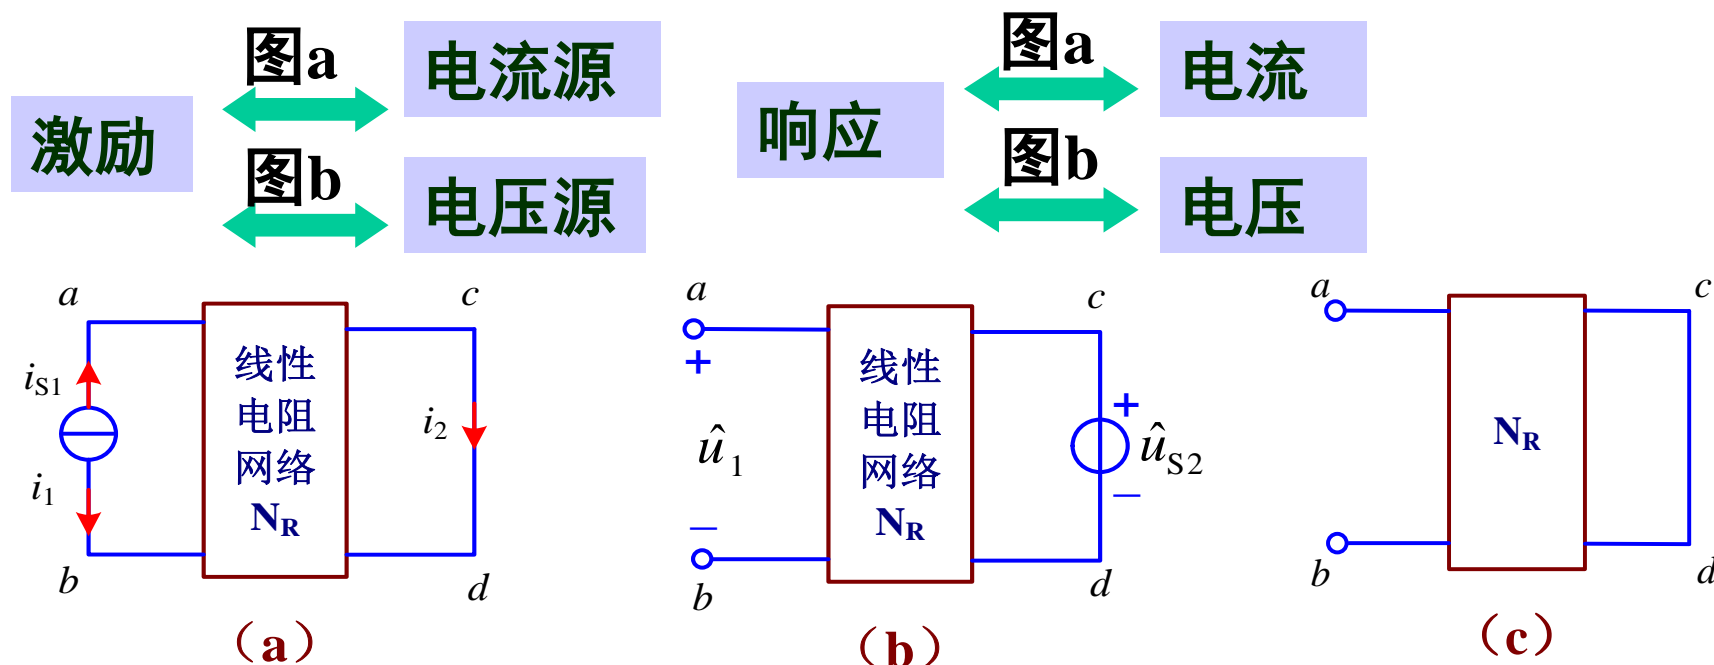 激励
图a
电流源
图b
电压源
响应
图a
电流
图b
电压
a
c
iS1
i1
b
线性
电阻
网络
NR
i2
d
(a)
a
c
+
û1
−
b
线性
电阻
网络
NR
+
ûS2
−
d
(b)
a
c
NR
b
d
(c)